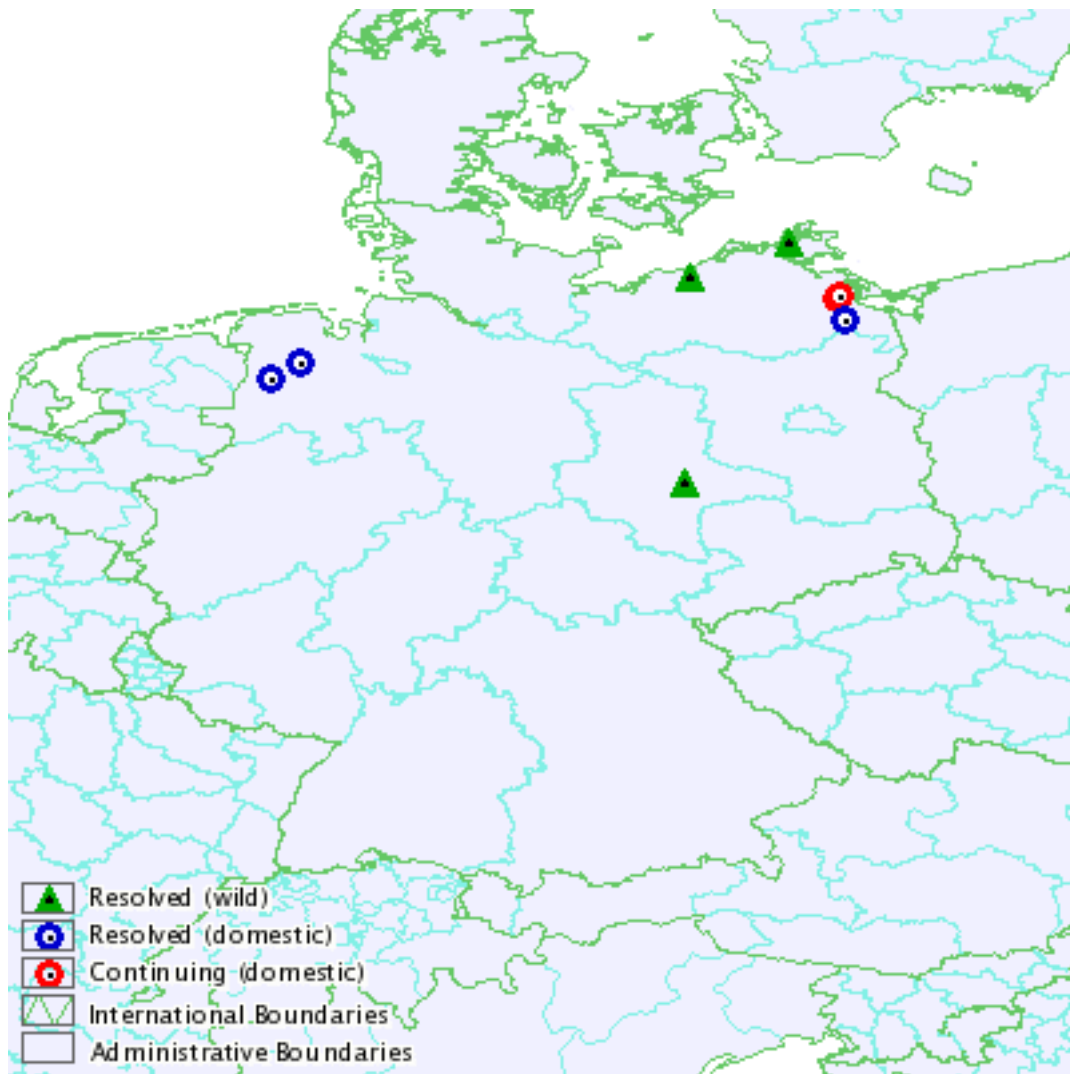 Resolved (wild)
Resolved (domestic)
Continuing (domestic)
International Boundaries
Administrative Boundaries